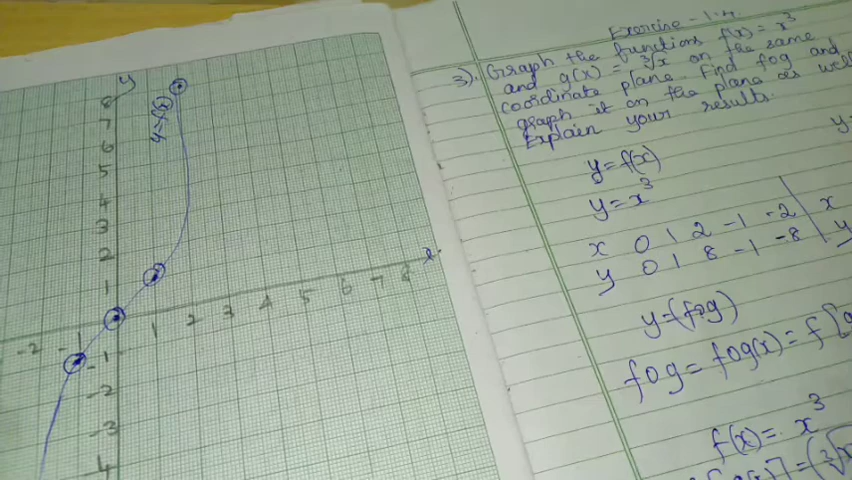 Exercise - 1.4.
3). Graph the functions f(x) = x³
and g(x) = ∛x on the same
coordinate plane. Find fog and
graph it on the plane as well
Explain your results.
y = f(x)
y = x³
x 0 1 2 -1 -2 x
y 0 1 8 -1 -8 y
y = (fog)
fog = fog(x) = f[g
f(x) = x³
y
8
7
6
5
4
3
2
1
y=f(x)
-2 -1 1 2 3 4 5 6 7 8 x
-1
-2
-3
4